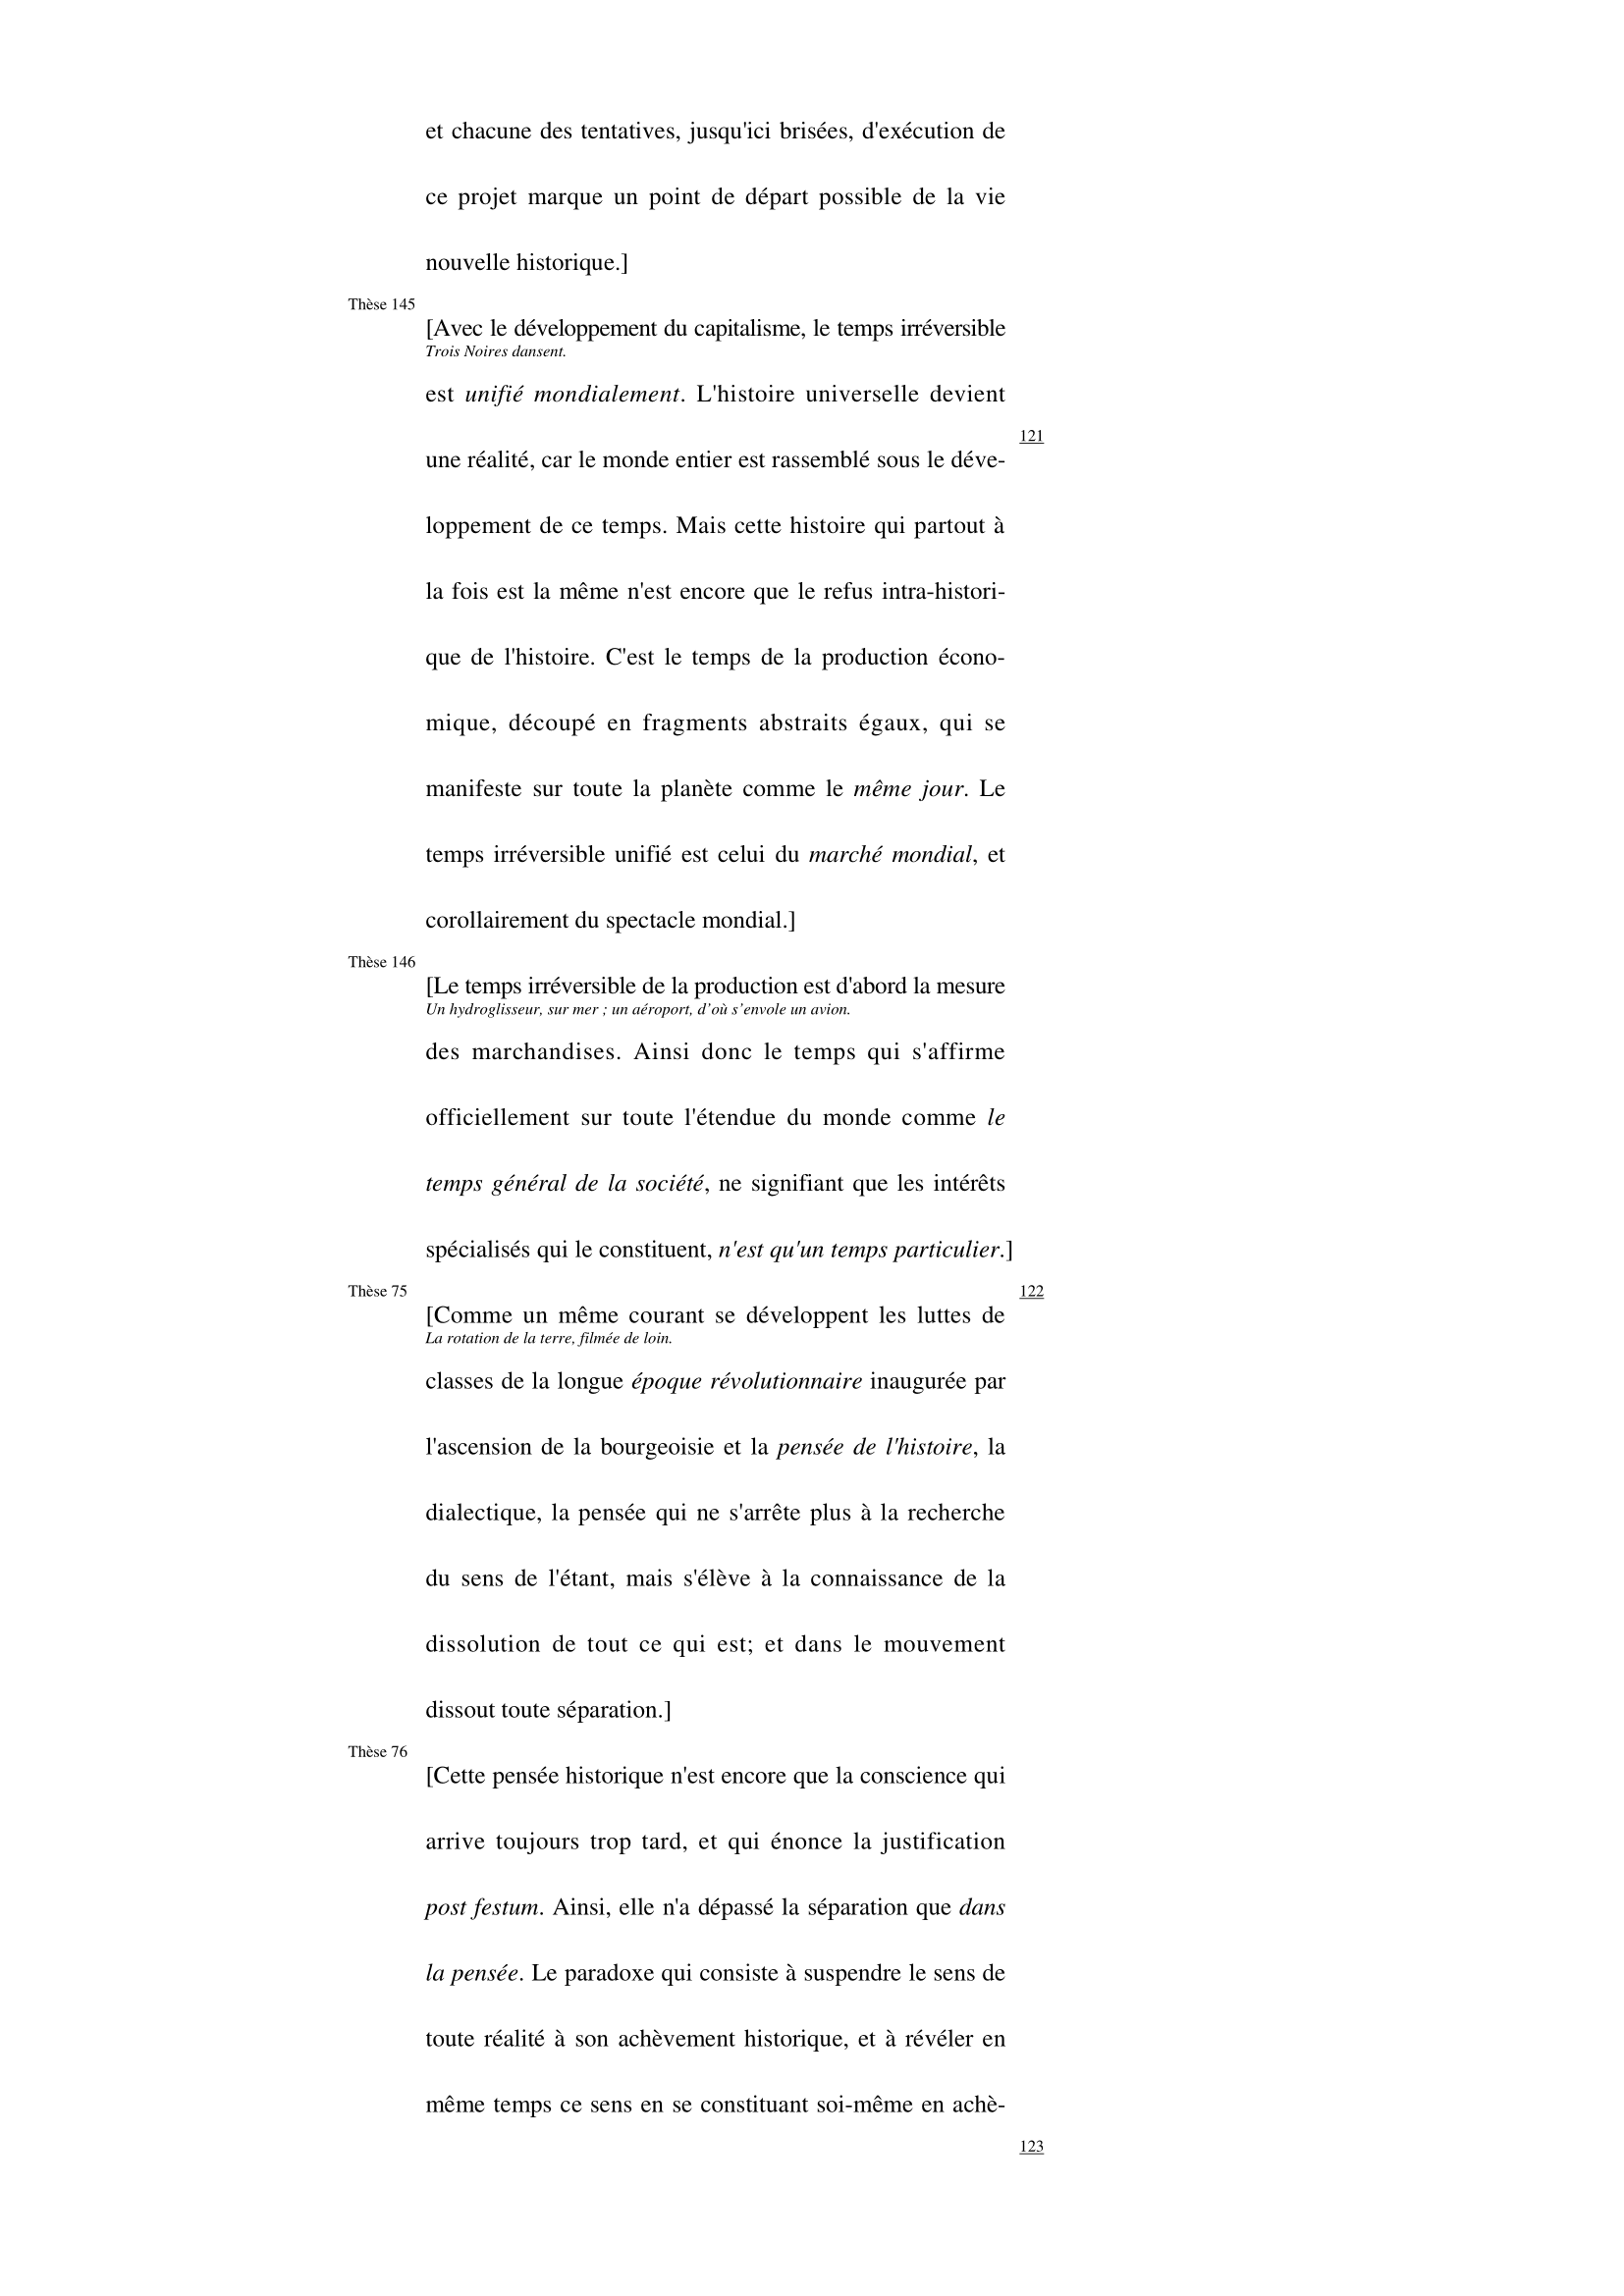 et chacune des tentatives, jusqu'ici brisées, d'exécution de
ce projet marque un point de départ possible de la vie
nouvelle historique.]
Thèse 145
[Avec le développement du capitalisme, le temps irréversible
Trois Noires dansent.
est unifié mondialement. L'histoire universelle devient
121
une réalité, car le monde entier est rassemblé sous le déve-
loppement de ce temps. Mais cette histoire qui partout à
la fois est la même n'est encore que le refus intra-histori-
que de l'histoire. C'est le temps de la production écono-
mique, découpé en fragments abstraits égaux, qui se
manifeste sur toute la planète comme le même jour. Le
temps irréversible unifié est celui du marché mondial, et
corollairement du spectacle mondial.]
Thèse 146
[Le temps irréversible de la production est d'abord la mesure
Un hydroglisseur, sur mer ; un aéroport, d’où s’envole un avion.
des marchandises. Ainsi donc le temps qui s'affirme
officiellement sur toute l'étendue du monde comme le
temps général de la société, ne signifiant que les intérêts
spécialisés qui le constituent, n'est qu'un temps particulier.]
Thèse 75
122
[Comme un même courant se développent les luttes de
La rotation de la terre, filmée de loin.
classes de la longue époque révolutionnaire inaugurée par
l'ascension de la bourgeoisie et la pensée de l'histoire, la
dialectique, la pensée qui ne s'arrête plus à la recherche
du sens de l'étant, mais s'élève à la connaissance de la
dissolution de tout ce qui est; et dans le mouvement
dissout toute séparation.]
Thèse 76
[Cette pensée historique n'est encore que la conscience qui
arrive toujours trop tard, et qui énonce la justification
post festum. Ainsi, elle n'a dépassé la séparation que dans
la pensée. Le paradoxe qui consiste à suspendre le sens de
toute réalité à son achèvement historique, et à révéler en
même temps ce sens en se constituant soi-même en achè-
123